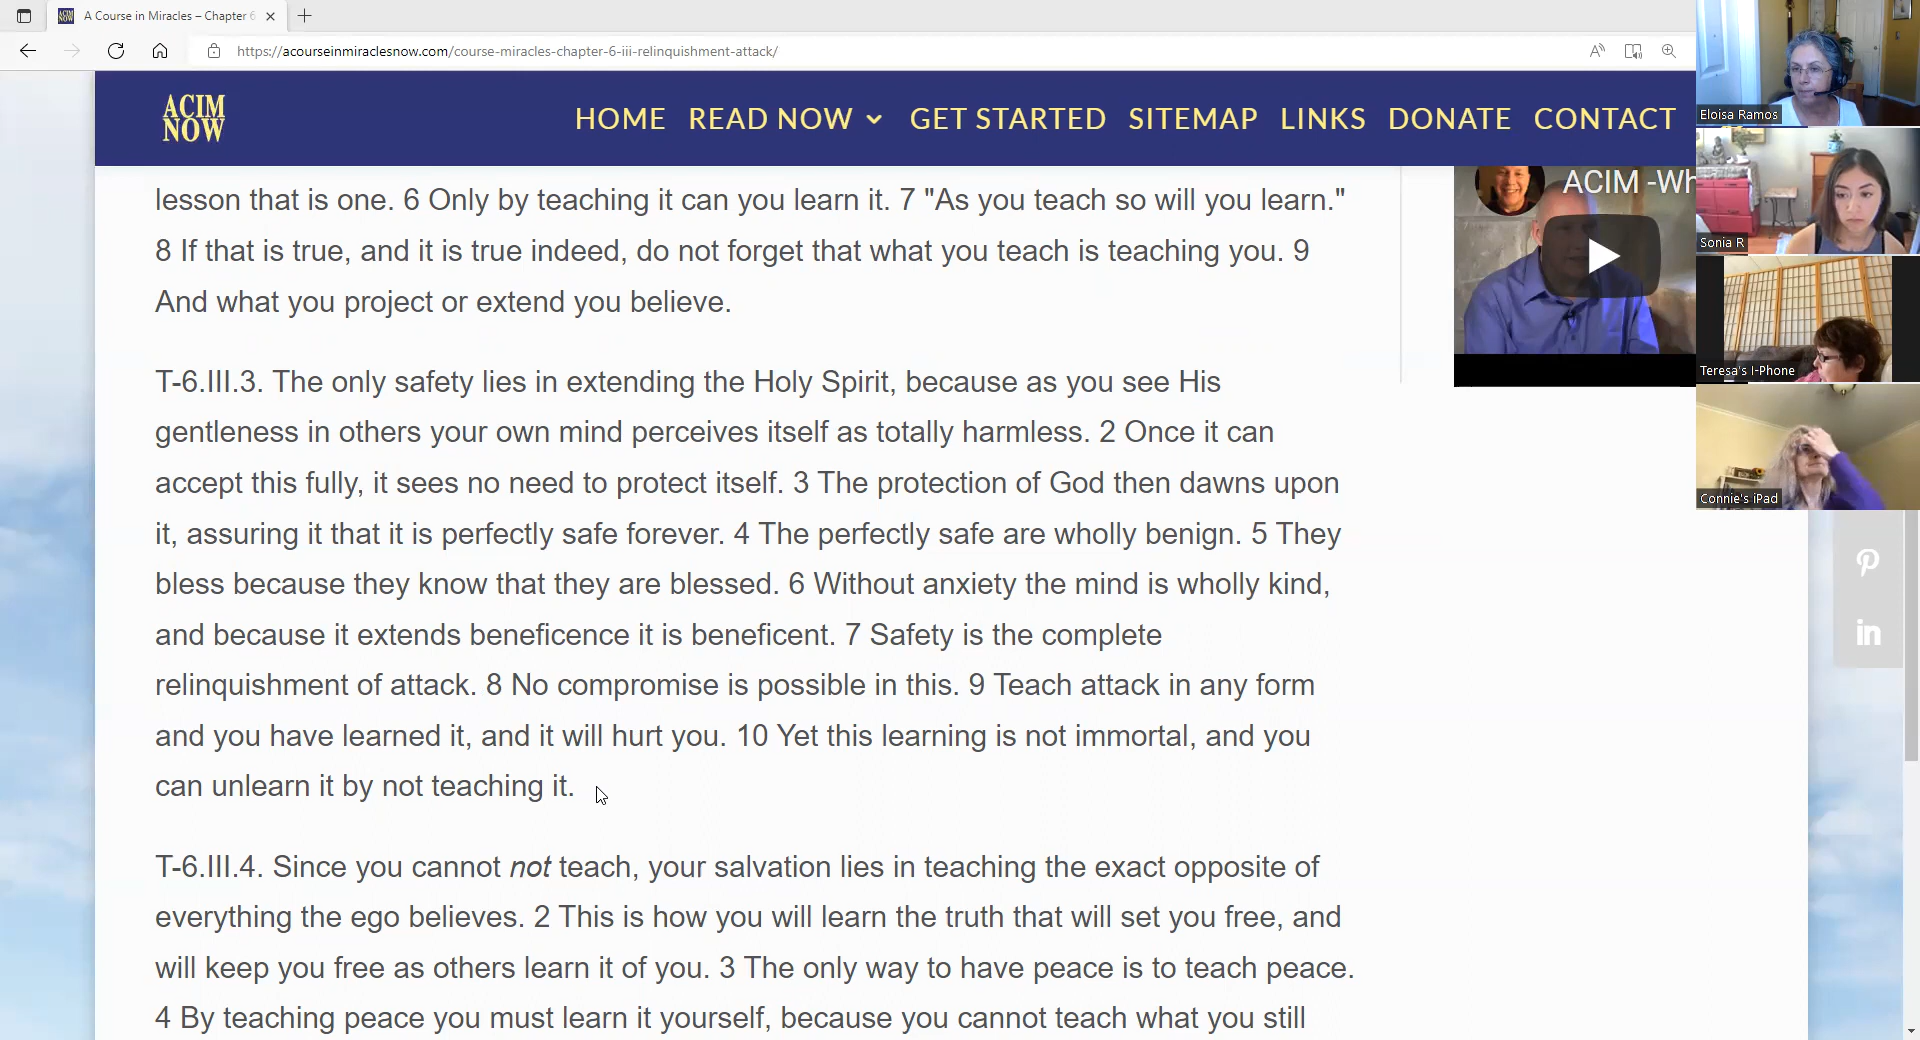 A Course in Miracles – Chapter 6
https://acourseinmiraclesnow.com/course-miracles-chapter-6-iii-relinquishment-attack/
ACIM
NOW
HOME READ NOW GET STARTED SITEMAP LINKS DONATE CONTACT
lesson that is one. 6 Only by teaching it can you learn it. 7 "As you teach so will you learn."
8 If that is true, and it is true indeed, do not forget that what you teach is teaching you. 9
And what you project or extend you believe.
T-6.III.3. The only safety lies in extending the Holy Spirit, because as you see His
gentleness in others your own mind perceives itself as totally harmless. 2 Once it can
accept this fully, it sees no need to protect itself. 3 The protection of God then dawns upon
it, assuring it that it is perfectly safe forever. 4 The perfectly safe are wholly benign. 5 They
bless because they know that they are blessed. 6 Without anxiety the mind is wholly kind,
and because it extends beneficence it is beneficent. 7 Safety is the complete
relinquishment of attack. 8 No compromise is possible in this. 9 Teach attack in any form
and you have learned it, and it will hurt you. 10 Yet this learning is not immortal, and you
can unlearn it by not teaching it.
T-6.III.4. Since you cannot not teach, your salvation lies in teaching the exact opposite of
everything the ego believes. 2 This is how you will learn the truth that will set you free, and
will keep you free as others learn it of you. 3 The only way to have peace is to teach peace.
4 By teaching peace you must learn it yourself, because you cannot teach what you still
ACIM -Wh
Eloisa Ramos
Sonia R
Teresa's I-Phone
Connie's iPad
in